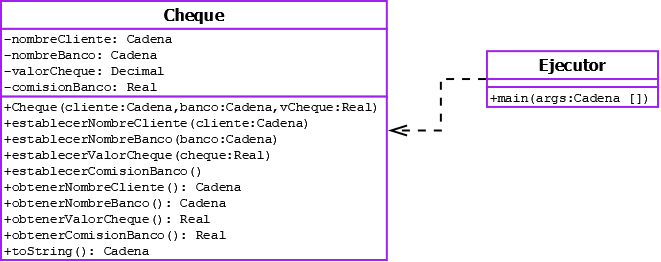 Cheque
-nombreCliente: Cadena
-nombreBanco: Cadena
-valorCheque: Decimal
-comisionBanco: Real
+Cheque(cliente:Cadena,banco:Cadena,vCheque:Real)
+establecerNombreCliente(cliente:Cadena)
+establecerNombreBanco(banco:Cadena)
+establecerValorCheque(cheque:Real)
+establecerComisionBanco()
+obtenerNombreCliente(): Cadena
+obtenerNombreBanco(): Cadena
+obtenerValorCheque(): Real
+obtenerComisionBanco(): Real
+toString(): Cadena
Ejecutor
+main(args:Cadena [])